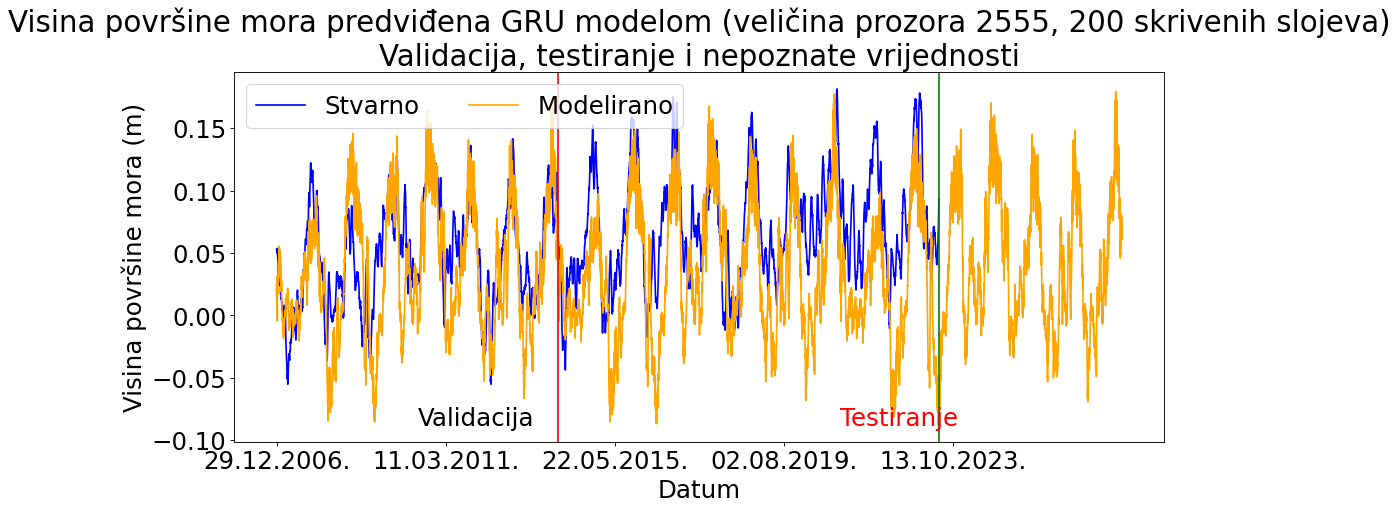 Visina površine mora predviđena GRU modelom (veličina prozora 2555, 200 skrivenih slojeva)
Validacija, testiranje i nepoznate vrijednosti
Stvarno Modelirano
Visina površine mora (m)
0.15
0.10
0.05
0.00
−0.05
−0.10
Validacija Testiranje
29.12.2006. 11.03.2011. 22.05.2015. 02.08.2019. 13.10.2023.
Datum